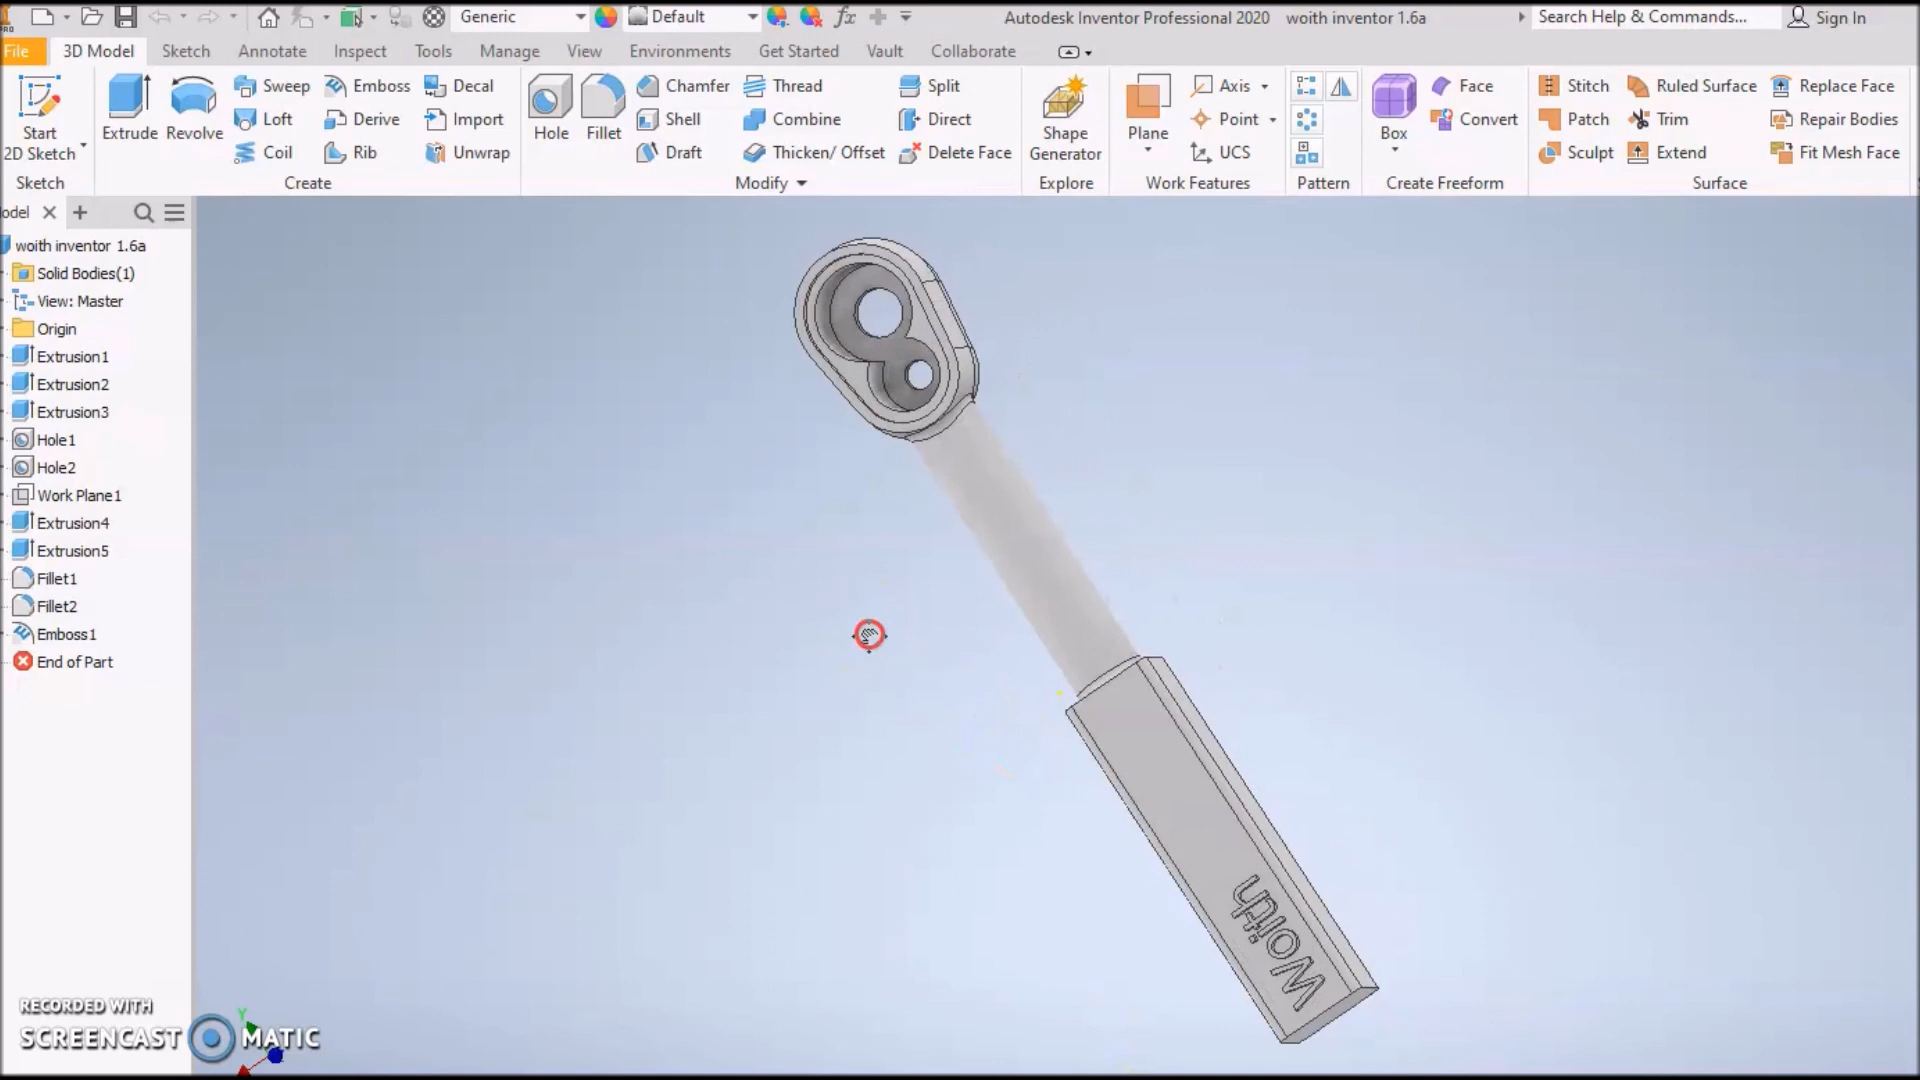 PRO
Generic
Default
fx
Autodesk Inventor Professional 2020 woith inventor 1.6a
Search Help & Commands...
Sign In
File
3D Model
Sketch
Annotate
Inspect
Tools
Manage
View
Environments
Get Started
Vault
Collaborate
Start
2D Sketch
Sketch
Extrude
Revolve
Sweep
Loft
Coil
Emboss
Derive
Rib
Decal
Import
Unwrap
Create
Hole
Fillet
Chamfer
Shell
Draft
Thread
Combine
Thicken/ Offset
Split
Direct
Delete Face
Modify
Shape
Generator
Explore
Plane
Axis
Point
UCS
Work Features
Pattern
Box
Face
Convert
Create Freeform
Stitch
Patch
Sculpt
Ruled Surface
Trim
Extend
Replace Face
Repair Bodies
Fit Mesh Face
Surface
odel
woith inventor 1.6a
Solid Bodies(1)
View: Master
Origin
Extrusion1
Extrusion2
Extrusion3
Hole1
Hole2
Work Plane1
Extrusion4
Extrusion5
Fillet1
Fillet2
Emboss1
End of Part
Woith
RECORDED WITH
SCREENCAST MATIC
Y